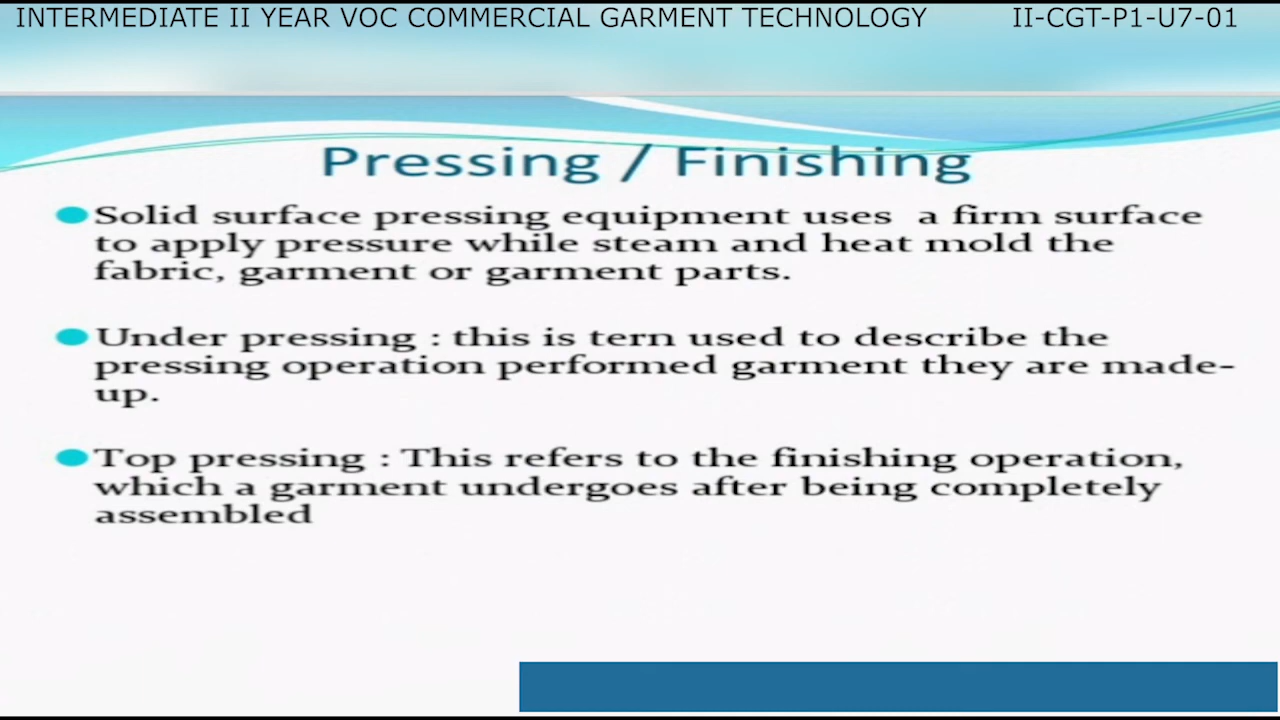 INTERMEDIATE II YEAR VOC COMMERCIAL GARMENT TECHNOLOGY II-CGT-P1-U7-01
Pressing / Finishing
Solid surface pressing equipment uses a firm surface
to apply pressure while steam and heat mold the
fabric, garment or garment parts.
Under pressing : this is tern used to describe the
pressing operation performed garment they are made-
up.
Top pressing : This refers to the finishing operation,
which a garment undergoes after being completely
assembled